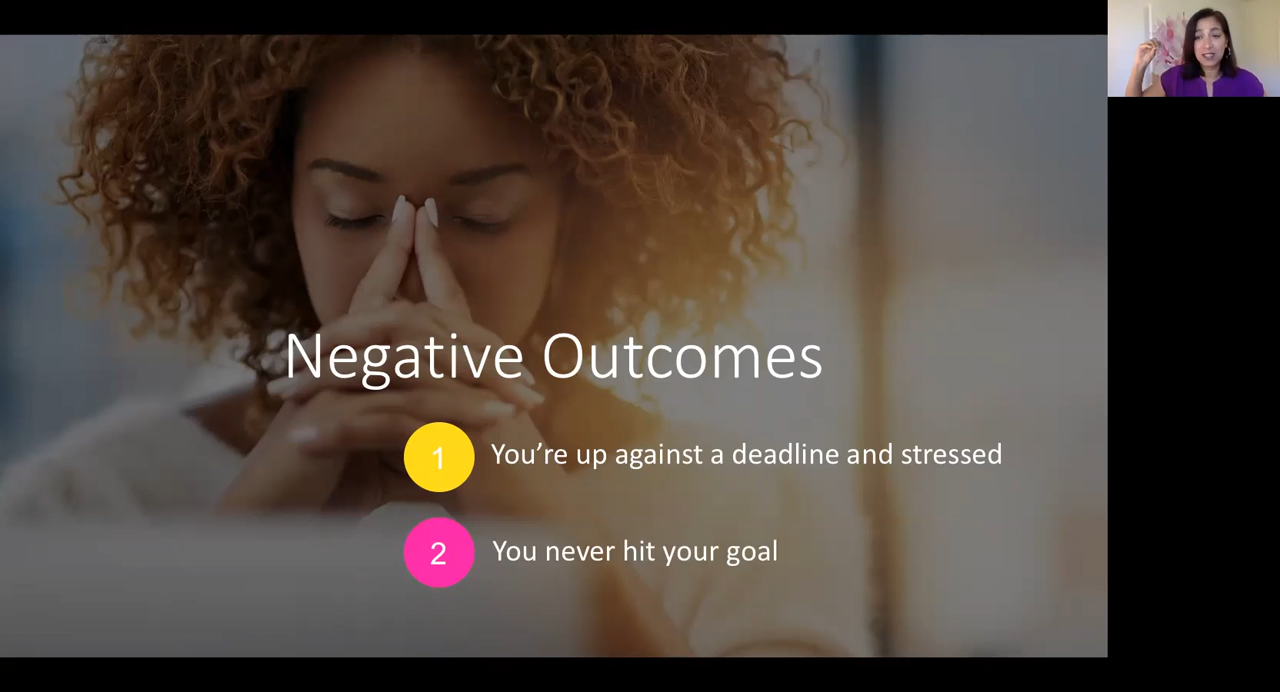 Negative Outcomes
1 You’re up against a deadline and stressed
2 You never hit your goal